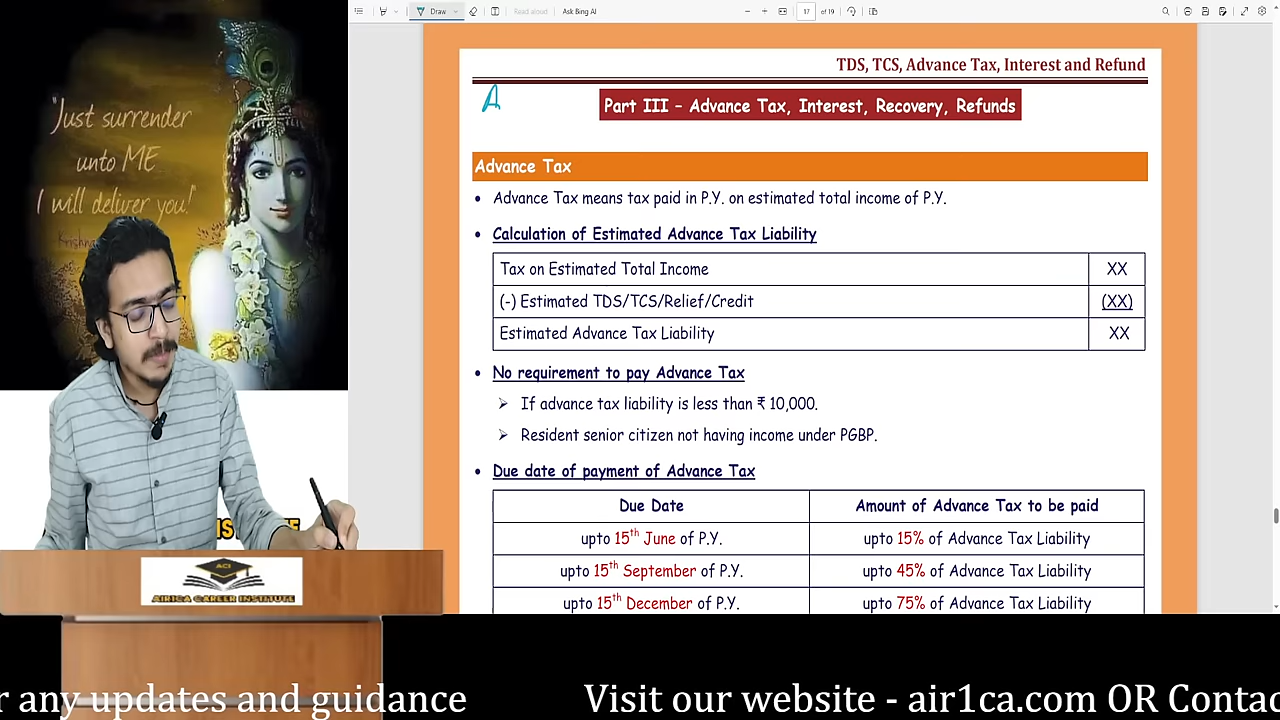 Draw
Read aloud
Ask Bing AI
17
of 19
"Just surrender
unto ME
I will deliver you!"
Krishna
TDS, TCS, Advance Tax, Interest and Refund
A
Part III – Advance Tax, Interest, Recovery, Refunds
Advance Tax
• Advance Tax means tax paid in P.Y. on estimated total income of P.Y.
• Calculation of Estimated Advance Tax Liability
Tax on Estimated Total Income XX
(-) Estimated TDS/TCS/Relief/Credit (XX)
Estimated Advance Tax Liability XX
• No requirement to pay Advance Tax
➢ If advance tax liability is less than ₹ 10,000.
➢ Resident senior citizen not having income under PGBP.
• Due date of payment of Advance Tax
Due Date Amount of Advance Tax to be paid
upto 15th June of P.Y. upto 15% of Advance Tax Liability
upto 15th September of P.Y. upto 45% of Advance Tax Liability
upto 15th December of P.Y. upto 75% of Advance Tax Liability
ACI
AIR1CA CAREER INSTITUTE
r any updates and guidance Visit our website - air1ca.com OR Contac